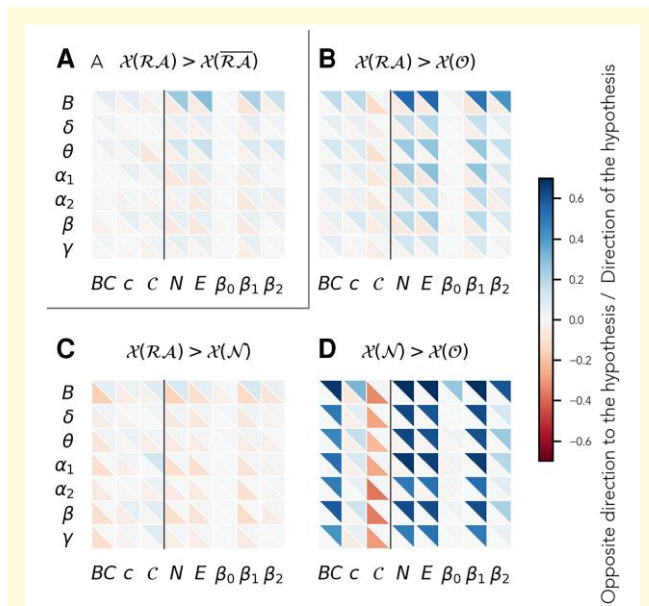 A A 𝒳(ℛ𝒜) > 𝒳(\overline{ℛ𝒜})
B
δ
θ
α₁
α₂
β
γ
BC c 𝒞 N E β₀ β₁ β₂
B 𝒳(ℛ𝒜) > 𝒳(𝒪)
BC c 𝒞 N E β₀ β₁ β₂
C 𝒳(ℛ𝒜) > 𝒳(𝒩)
B
δ
θ
α₁
α₂
β
γ
BC c 𝒞 N E β₀ β₁ β₂
D 𝒳(𝒩) > 𝒳(𝒪)
BC c 𝒞 N E β₀ β₁ β₂
0.6
0.4
0.2
0.0
−0.2
−0.4
−0.6
Opposite direction to the hypothesis / Direction of the hypothesis